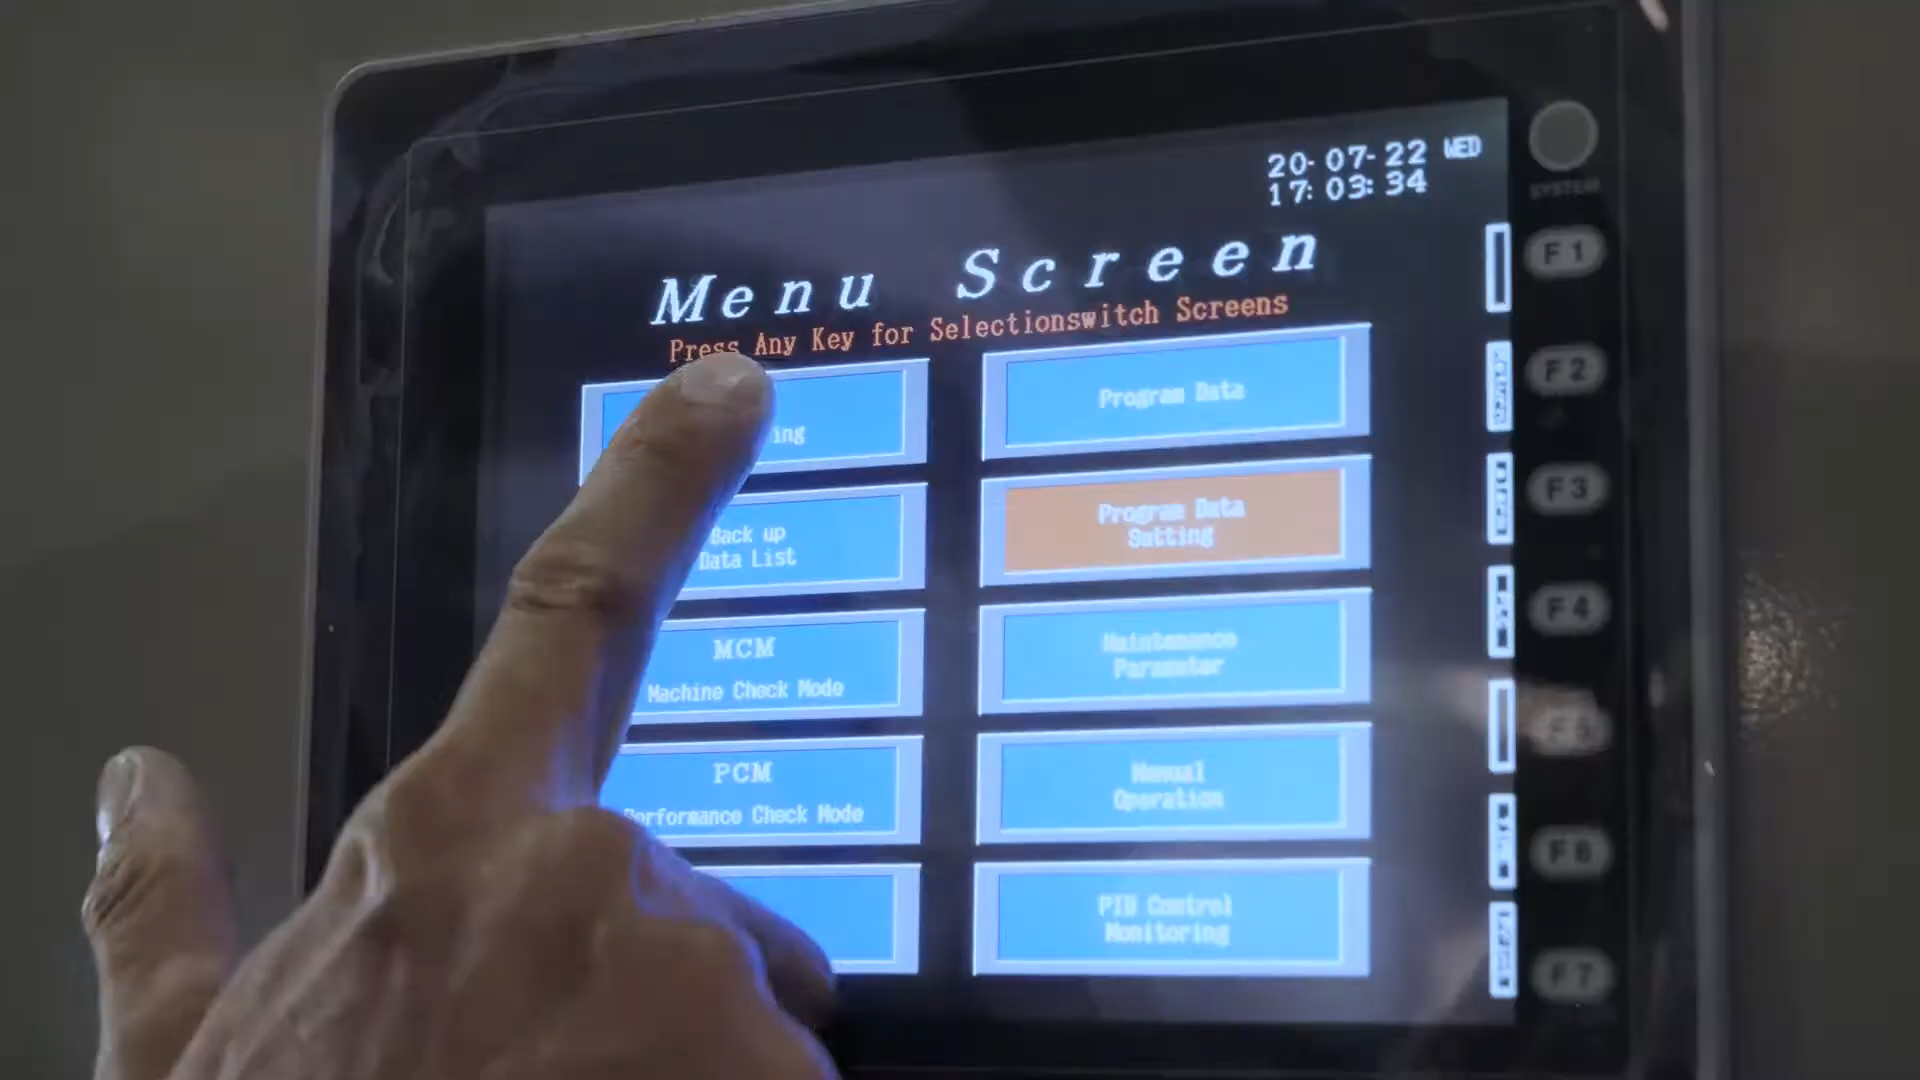 20-07-22 WED
17:03:34
SYSTEM
Menu Screen
Press Any Key for Selectionswitch Screens
Program Data
Back up
Data List
Program Data
Setting
MCM
Machine Check Mode
Maintenance
Parameter
PCM
Performance Check Mode
Manual
Operation
PID Control
Monitoring
F1
F2
F3
F4
F5
F6
F7